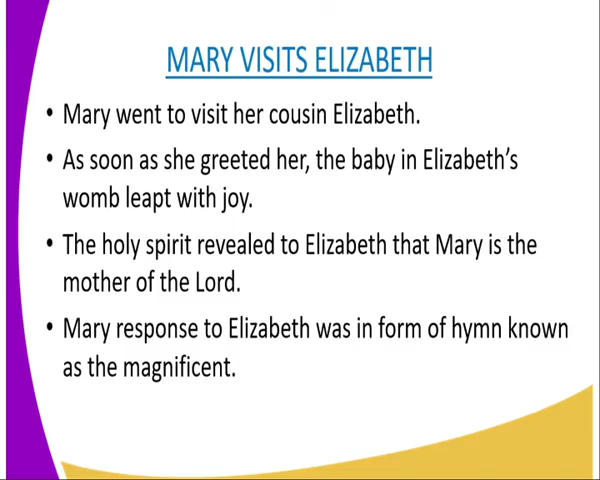 MARY VISITS ELIZABETH
• Mary went to visit her cousin Elizabeth.
• As soon as she greeted her, the baby in Elizabeth’s
womb leapt with joy.
• The holy spirit revealed to Elizabeth that Mary is the
mother of the Lord.
• Mary response to Elizabeth was in form of hymn known
as the magnificent.